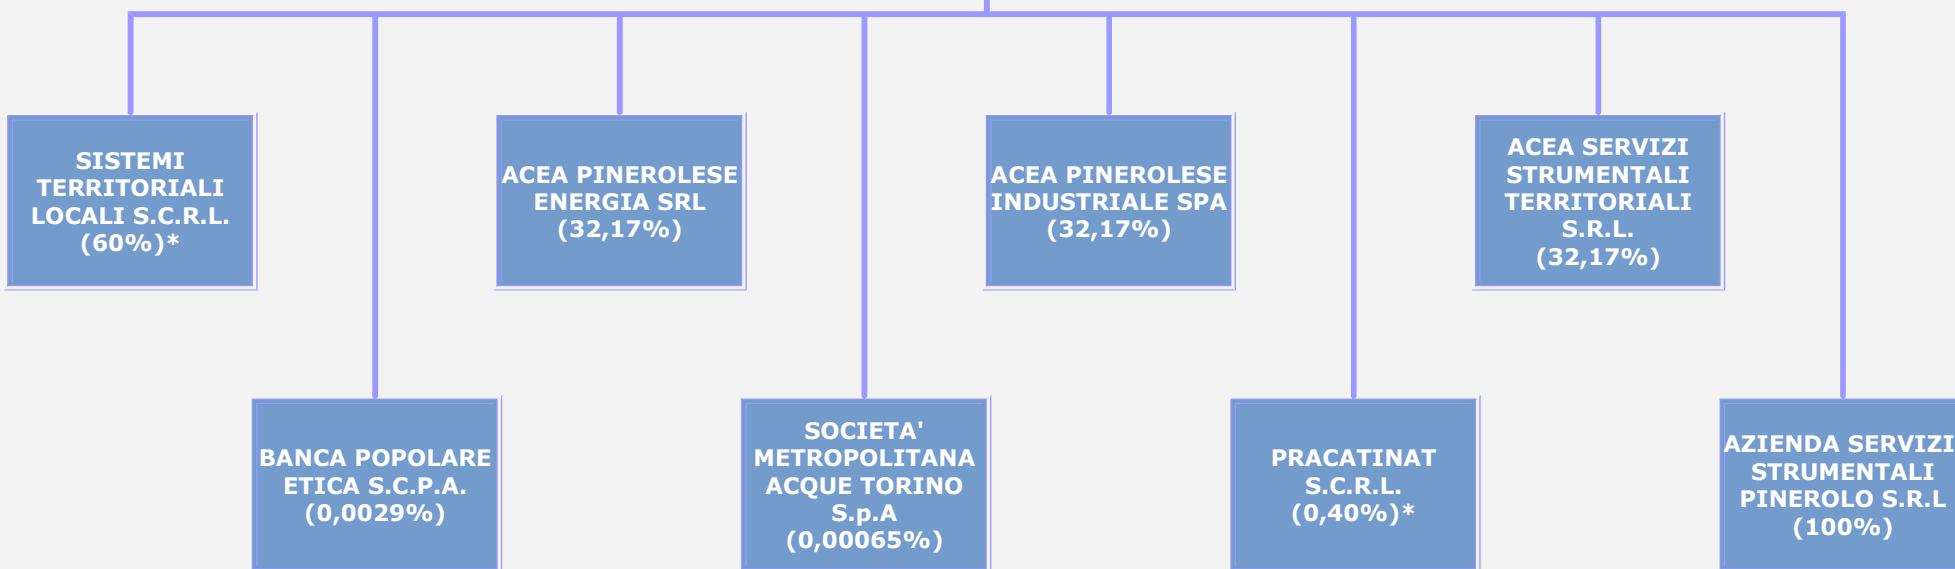 SISTEMI
TERRITORIALI
LOCALI S.C.R.L.
(60%)*
ACEA PINEROLESE
ENERGIA SRL
(32,17%)
ACEA PINEROLESE
INDUSTRIALE SPA
(32,17%)
ACEA SERVIZI
STRUMENTALI
TERRITORIALI
S.R.L.
(32,17%)
BANCA POPOLARE
ETICA S.C.P.A.
(0,0029%)
SOCIETA'
METROPOLITANA
ACQUE TORINO
S.p.A
(0,00065%)
PRACATINAT
S.C.R.L.
(0,40%)*
AZIENDA SERVIZI
STRUMENTALI
PINEROLO S.R.L
(100%)